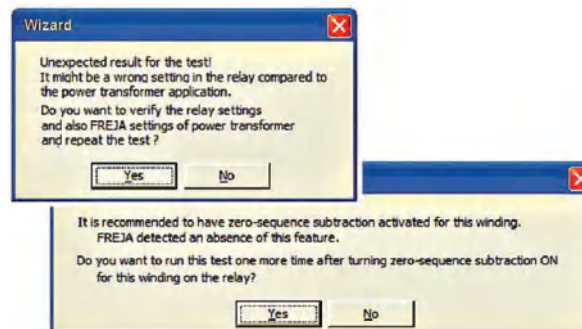 Wizard
Unexpected result for the test!
It might be a wrong setting in the relay compared to
the power transformer application.
Do you want to verify the relay settings
and also FREJA settings of power transformer
and repeat the test ?
Yes
No
It is recommended to have zero-sequence subtraction activated for this winding.
FREJA detected an absence of this feature.
Do you want to run this test one more time after turning zero-sequence subtraction ON
for this winding on the relay?
Yes
No